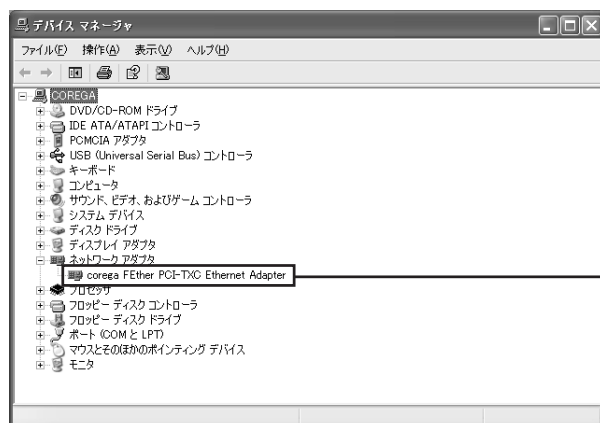 デバイス マネージャ
ファイル(F) 操作(A) 表示(V) ヘルプ(H)
COREGA
DVD/CD-ROM ドライブ
IDE ATA/ATAPI コントローラ
PCMCIA アダプタ
USB (Universal Serial Bus) コントローラ
キーボード
コンピュータ
サウンド、ビデオ、およびゲーム コントローラ
システム デバイス
ディスク ドライブ
ディスプレイ アダプタ
ネットワーク アダプタ
corega FEther PCI-TXC Ethernet Adapter
プロセッサ
フロッピー ディスク コントローラ
フロッピー ディスク ドライブ
ポート (COM と LPT)
マウスとそのほかのポインティング デバイス
モニタ